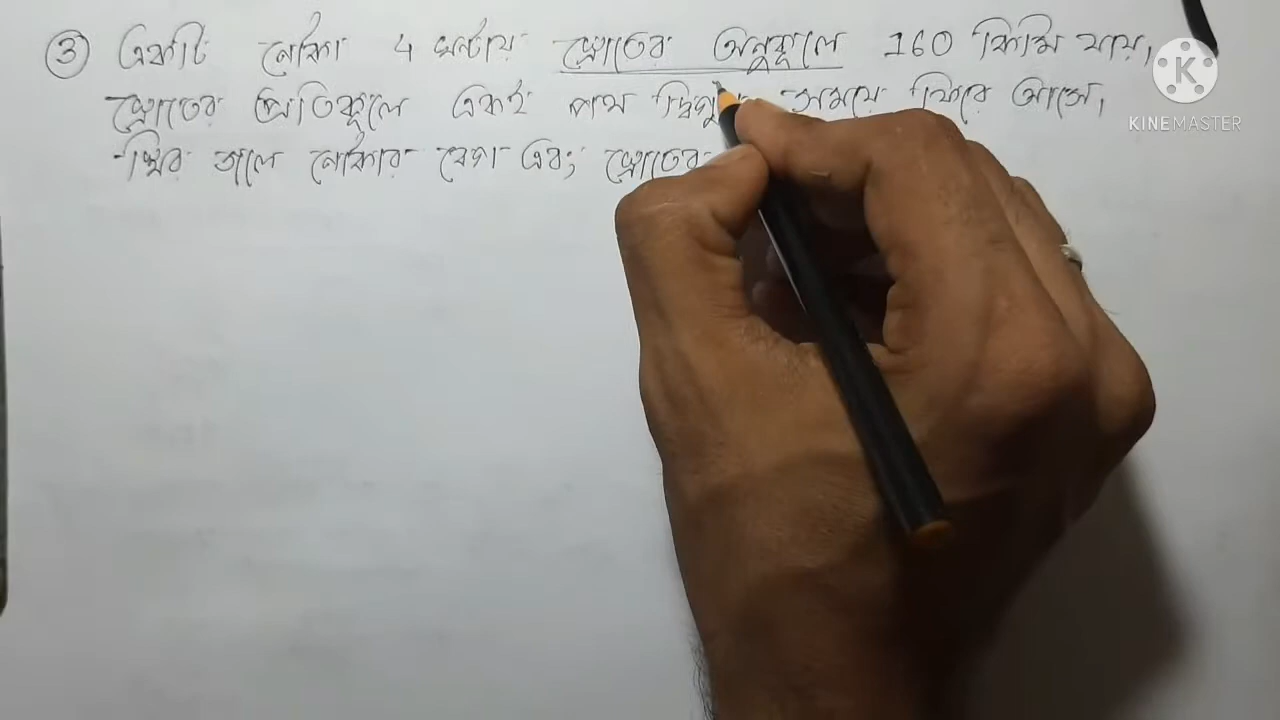 ③ একটি নৌকা 4 ঘন্টায় স্রোতের অনুকূলে 160 কিমি যায়,
স্রোতের প্রতিকূলে একই পথ সময়ে ফিরে আসে,
স্থির জলে নৌকার বেগ এবং স্রোতের
K
KINEMASTER